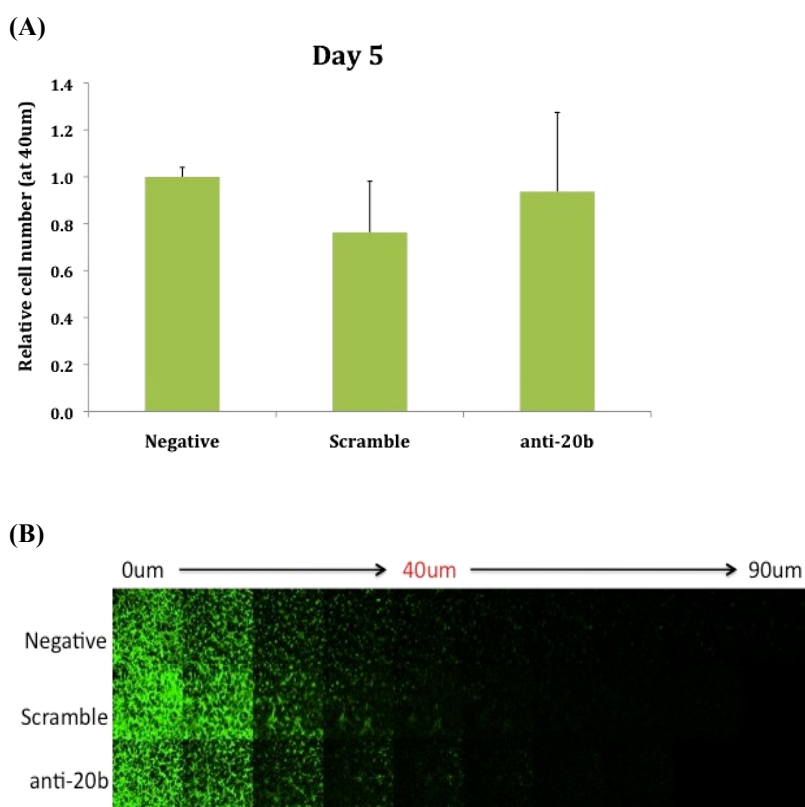 (A)
Day 5
Relative cell number (at 40um)
1.4
1.2
1.0
0.8
0.6
0.4
0.2
0.0
Negative
Scramble
anti-20b
(B)
0um
40um
90um
Negative
Scramble
anti-20b